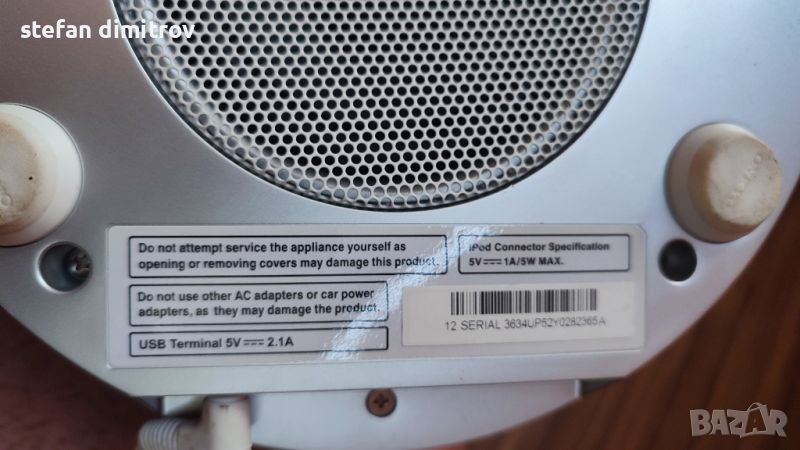 stefan dimitrov
Do not attempt service the appliance yourself as
opening or removing covers may damage this product.
iPod Connector Specification
5V⎓1A/5W MAX.
Do not use other AC adapters or car power
adapters, as they may damage the product.
USB Terminal 5V⎓2.1A
12 SERIAL 3634UP52Y0282365A
BAZAR